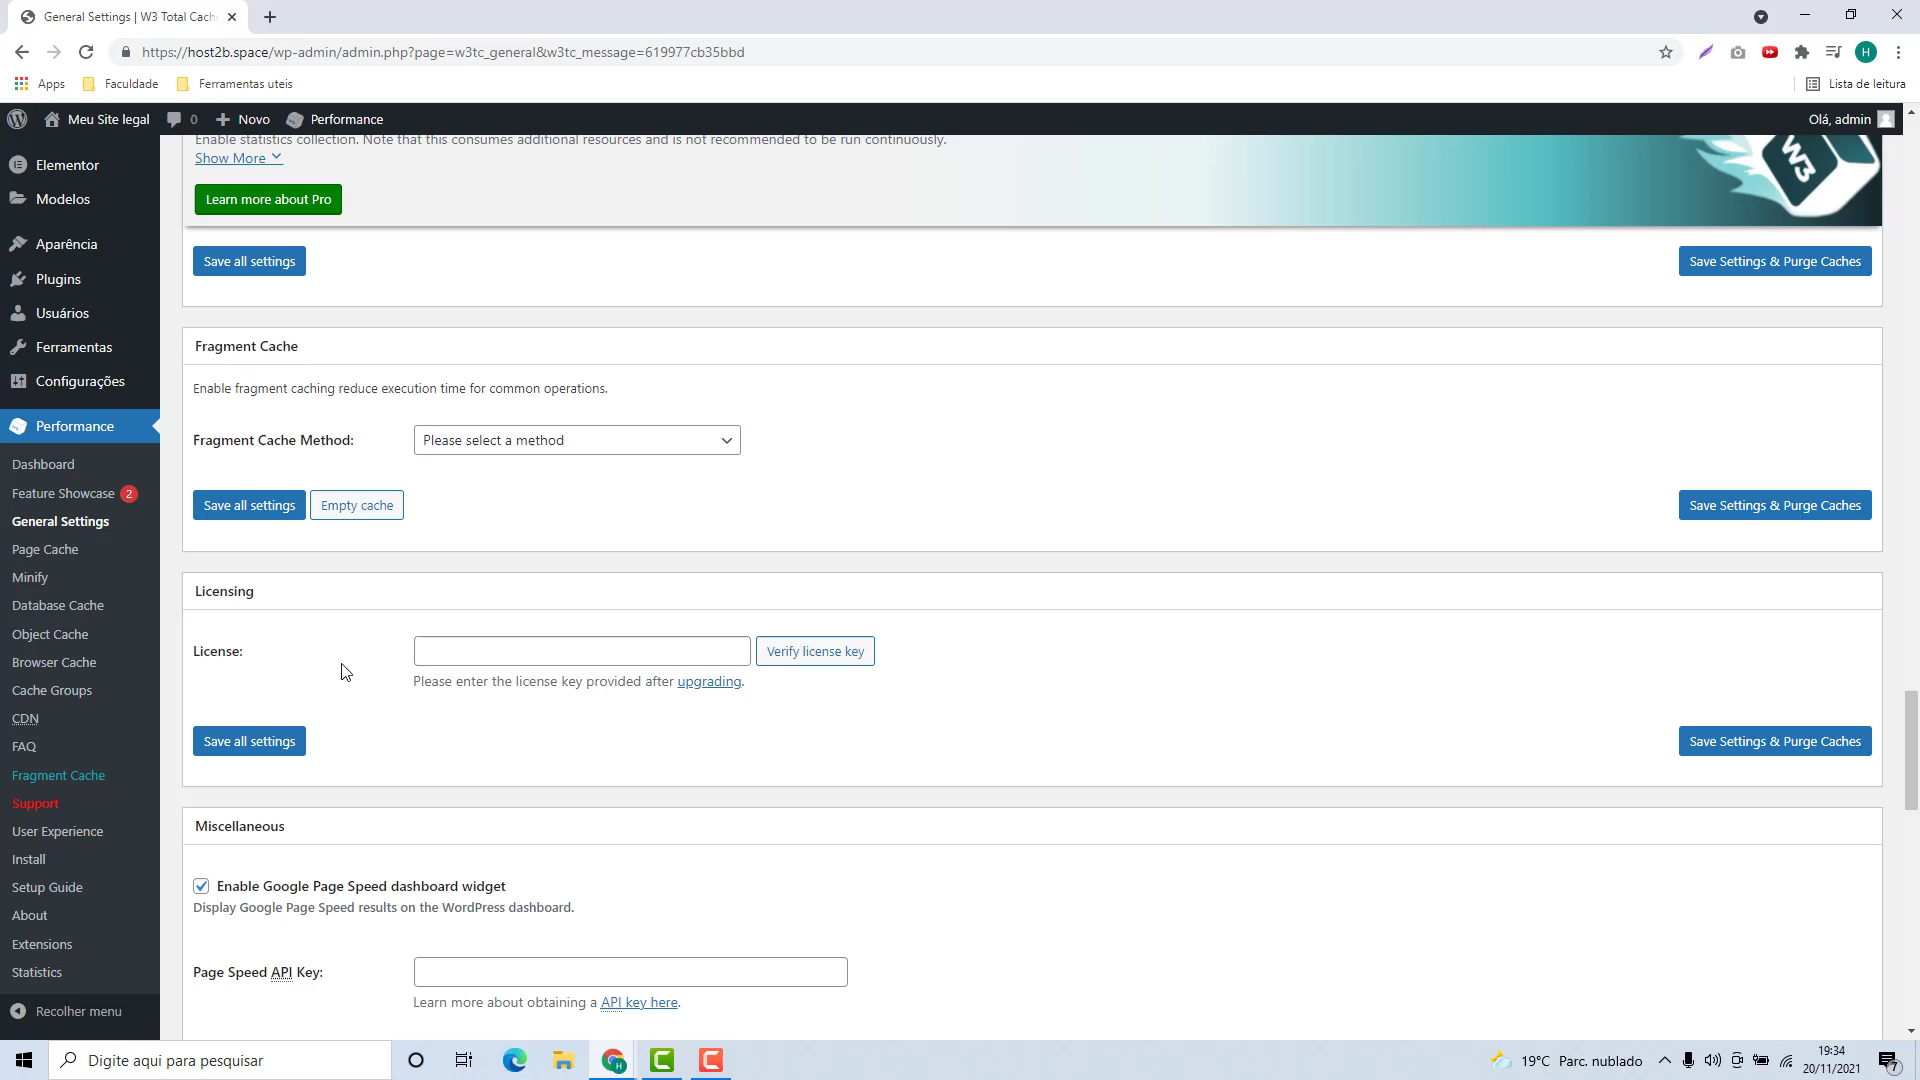 General Settings | W3 Total Cach
https://host2b.space/wp-admin/admin.php?page=w3tc_general&w3tc_message=619977cb35bbd
H
Apps
Faculdade
Ferramentas uteis
Lista de leitura
Meu Site legal
0
Novo
Performance
Olá, admin
Elementor
Modelos
Aparência
Plugins
Usuários
Ferramentas
Configurações
Performance
Dashboard
Feature Showcase 2
General Settings
Page Cache
Minify
Database Cache
Object Cache
Browser Cache
Cache Groups
CDN
FAQ
Fragment Cache
Support
User Experience
Install
Setup Guide
About
Extensions
Statistics
Recolher menu
Enable statistics collection. Note that this consumes additional resources and is not recommended to be run continuously.
Show More
Learn more about Pro
W3
Save all settings
Save Settings & Purge Caches
Fragment Cache
Enable fragment caching reduce execution time for common operations.
Fragment Cache Method:
Please select a method
Save all settings
Empty cache
Save Settings & Purge Caches
Licensing
License:
Verify license key
Please enter the license key provided after upgrading.
Save all settings
Save Settings & Purge Caches
Miscellaneous
Enable Google Page Speed dashboard widget
Display Google Page Speed results on the WordPress dashboard.
Page Speed API Key:
Learn more about obtaining a API key here.
Digite aqui para pesquisar
19°C Parc. nublado
19:34
20/11/2021
7